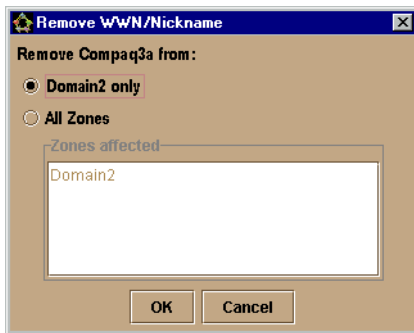 Remove WWN/Nickname
Remove Compaq3a from:
Domain2 only
All Zones
Zones affected
Domain2
OK Cancel